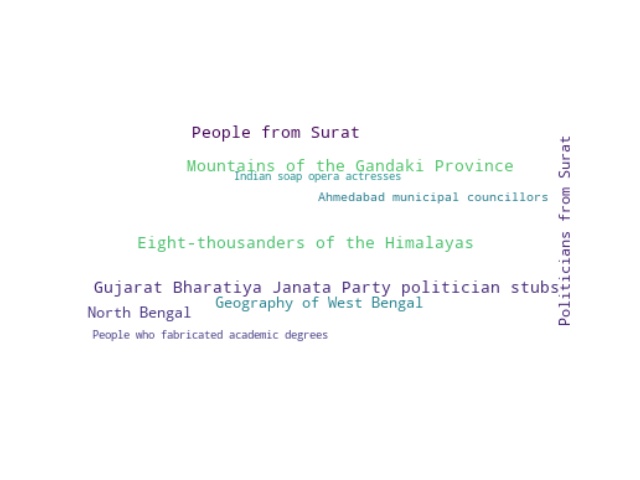 People from Surat
Mountains of the Gandaki Province
Indian soap opera actresses
Ahmedabad municipal councillors
Politicians from Surat
Eight-thousanders of the Himalayas
Gujarat Bharatiya Janata Party politician stubs
Geography of West Bengal
North Bengal
People who fabricated academic degrees